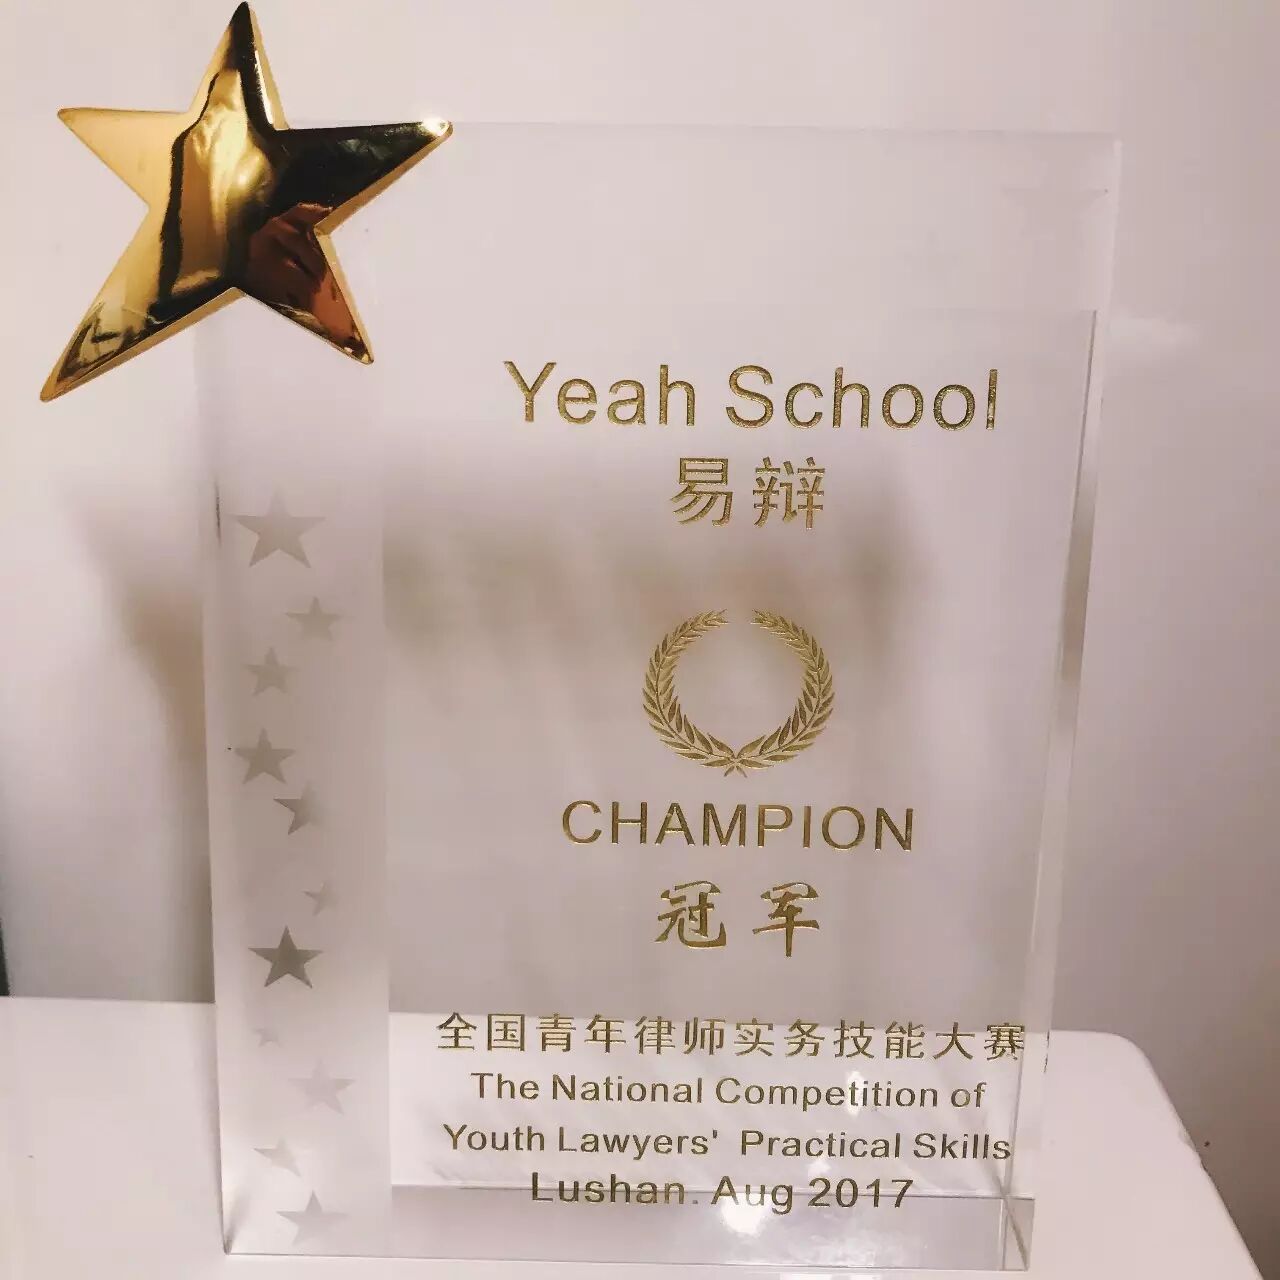 Yeah School
易辩
CHAMPION
冠军
全国青年律师实务技能大赛
The National Competition of
Youth Lawyers' Practical Skills
Lushan. Aug 2017